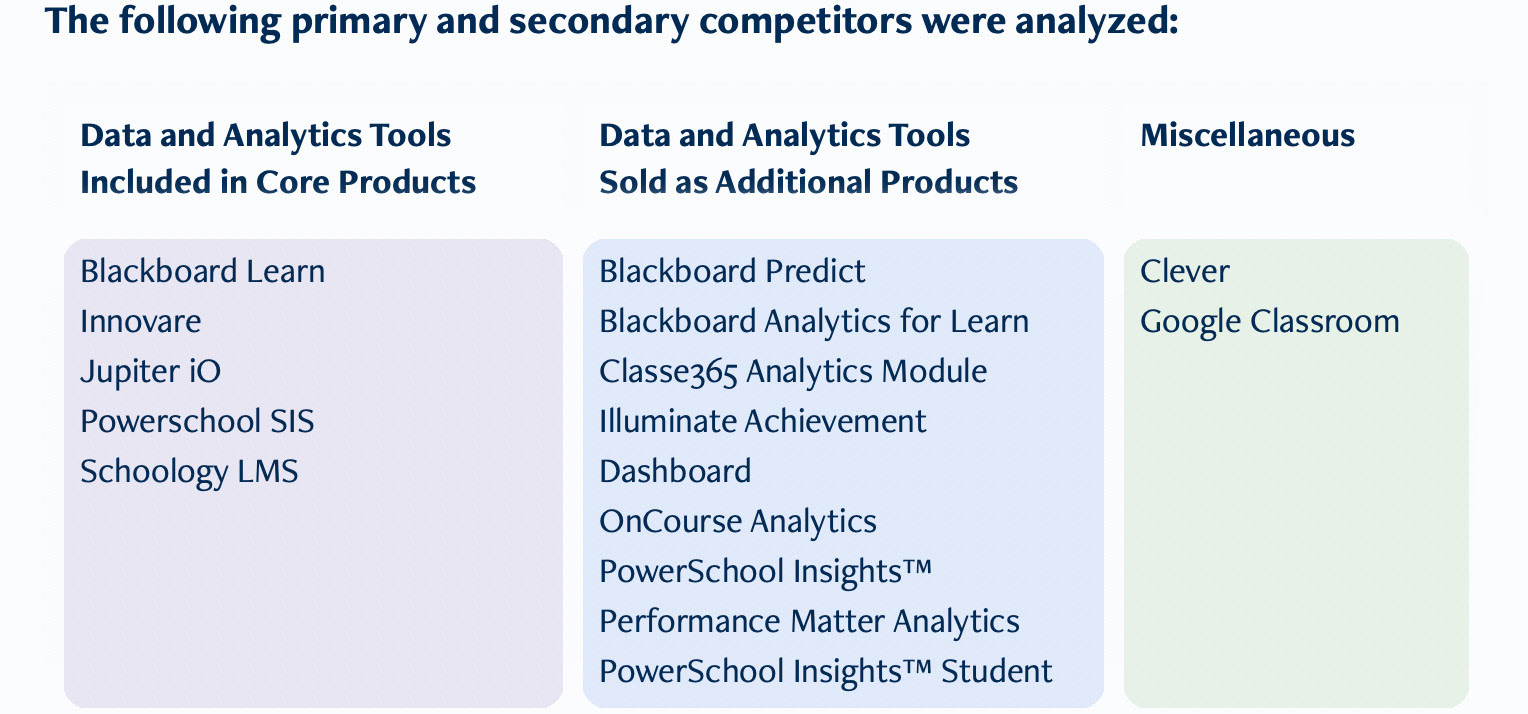 The following primary and secondary competitors were analyzed:
Data and Analytics Tools
Included in Core Products
Blackboard Learn
Innovare
Jupiter iO
Powerschool SIS
Schoology LMS
Data and Analytics Tools
Sold as Additional Products
Blackboard Predict
Blackboard Analytics for Learn
Classe365 Analytics Module
Illuminate Achievement
Dashboard
OnCourse Analytics
PowerSchool Insights™
Performance Matter Analytics
PowerSchool Insights™ Student
Miscellaneous
Clever
Google Classroom